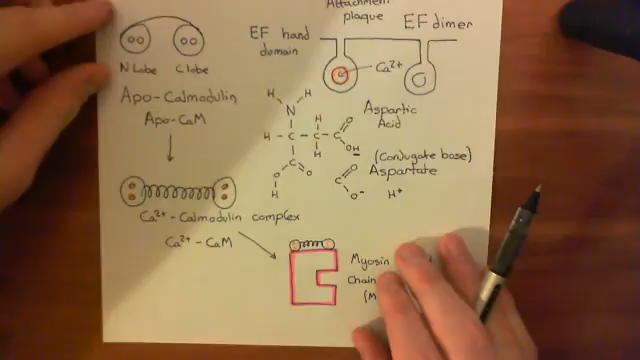 Attachment
plaque
EF hand
domain
EF dimer
Ca²⁺
N Lobe
C lobe
Apo-Calmodulin
Apo-CaM
Aspartic
Acid
H H
N
H
H - C - C - C
O
OH
H
C
O
O
H
(Conjugate base)
Aspartate
C
O
O⁻
H⁺
Ca²⁺-Calmodulin complex
Ca²⁺-CaM
Myosin
Chain
(M